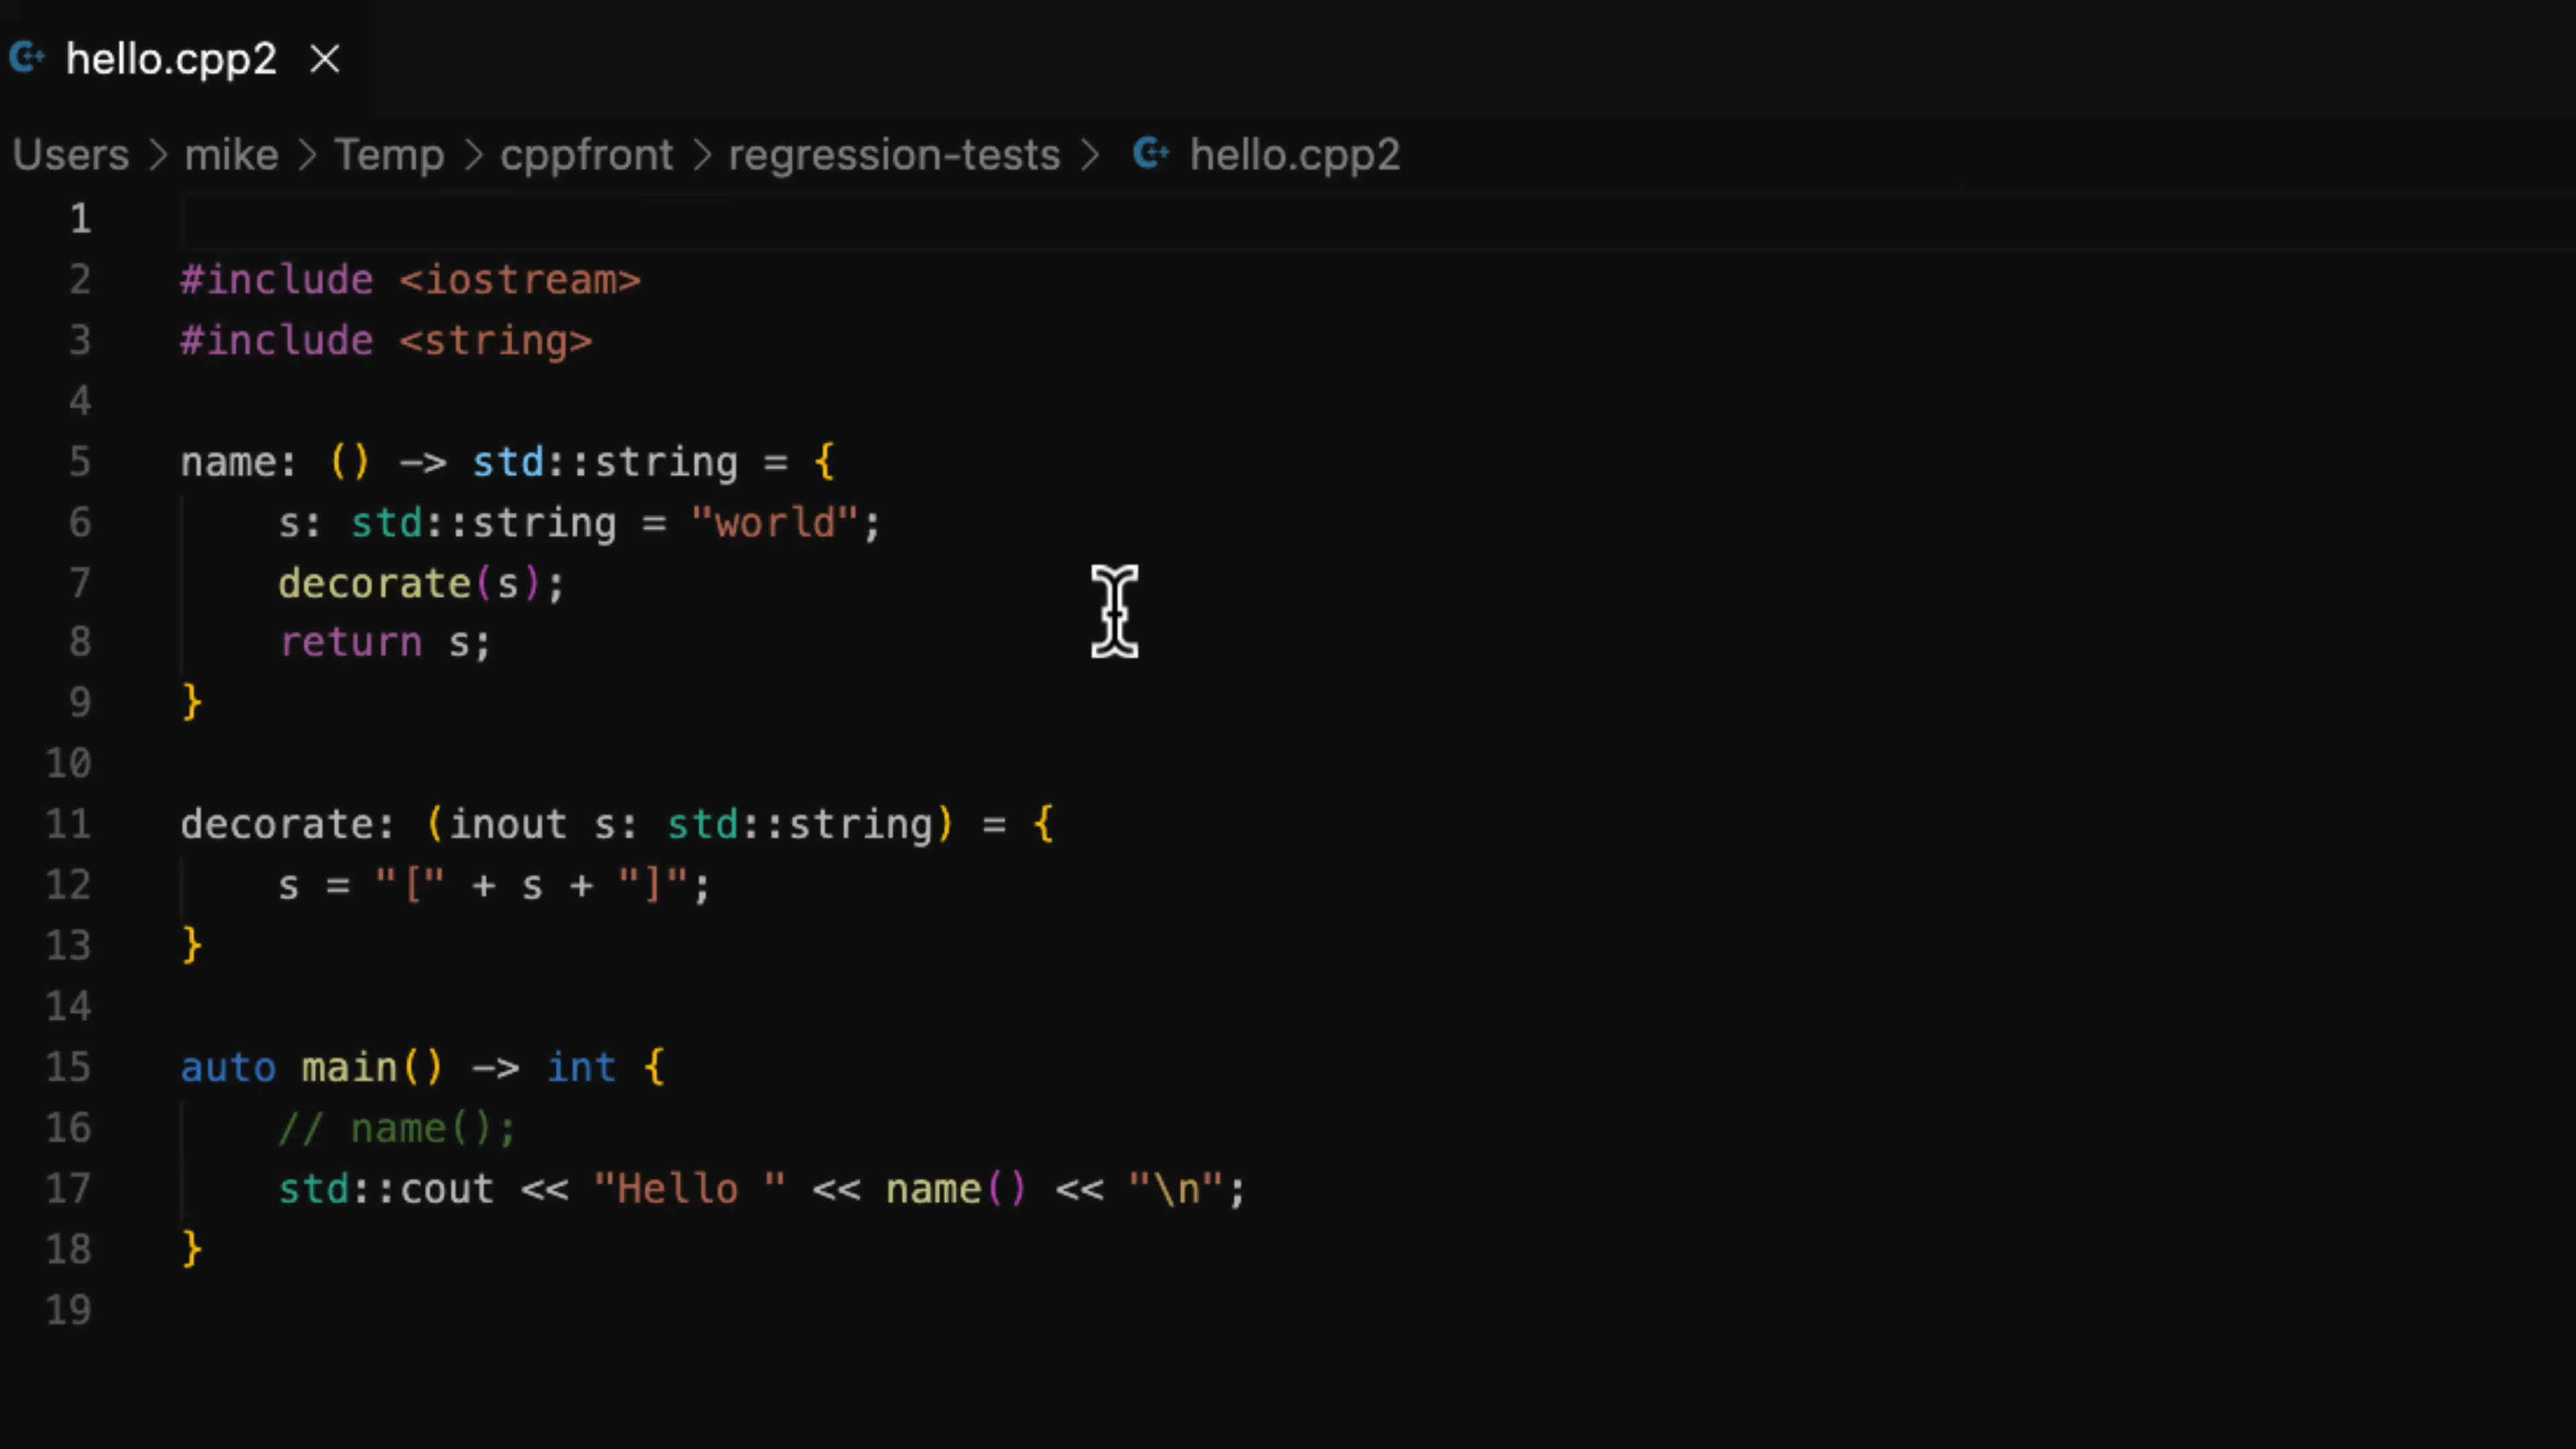 hello.cpp2
Users > mike > Temp > cppfront > regression-tests > hello.cpp2
1
2 #include <iostream>
3 #include <string>
4
5 name: () -> std::string = {
6     s: std::string = "world";
7     decorate(s);
8     return s;
9 }
10
11 decorate: (inout s: std::string) = {
12     s = "[" + s + "]";
13 }
14
15 auto main() -> int {
16     // name();
17     std::cout << "Hello " << name() << "\n";
18 }
19